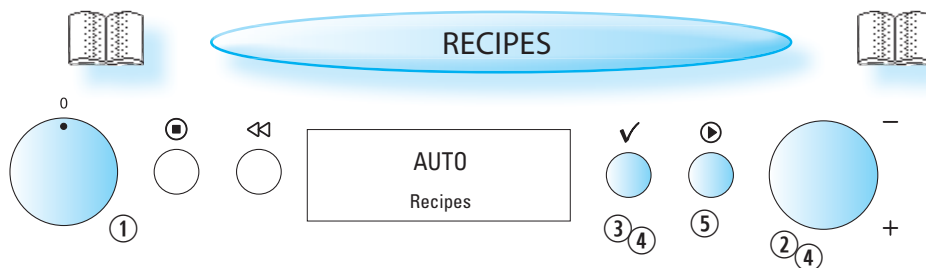 RECIPES
0
AUTO
Recipes
−
+
① ③ ④ ⑤ ② ④